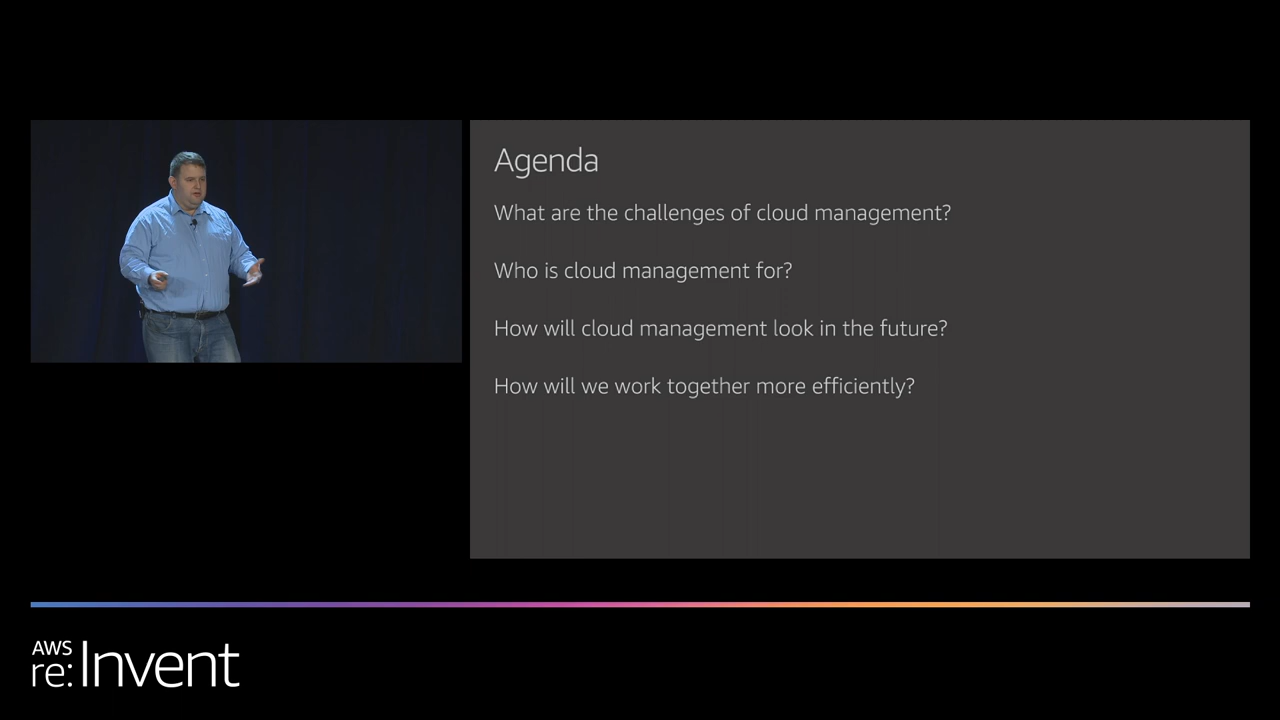 Agenda
What are the challenges of cloud management?
Who is cloud management for?
How will cloud management look in the future?
How will we work together more efficiently?
AWS
re:Invent